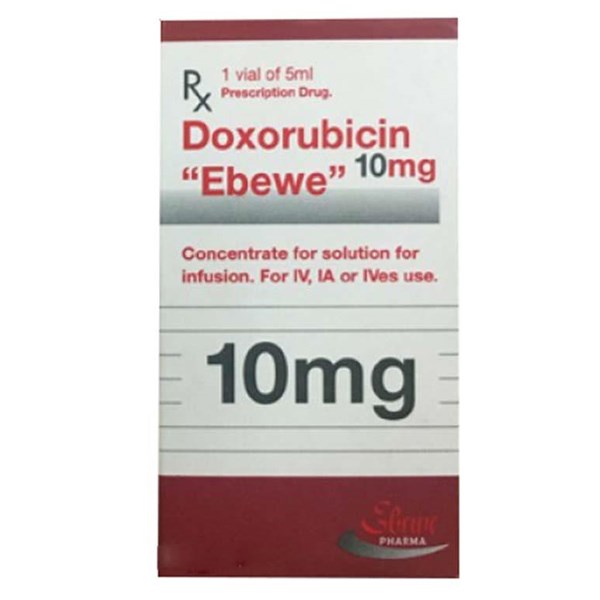 Rx
1 vial of 5ml
Prescription Drug.
Doxorubicin
"Ebewe" 10mg
Concentrate for solution for
infusion. For IV, IA or IVes use.
10mg
Ebewe
PHARMA